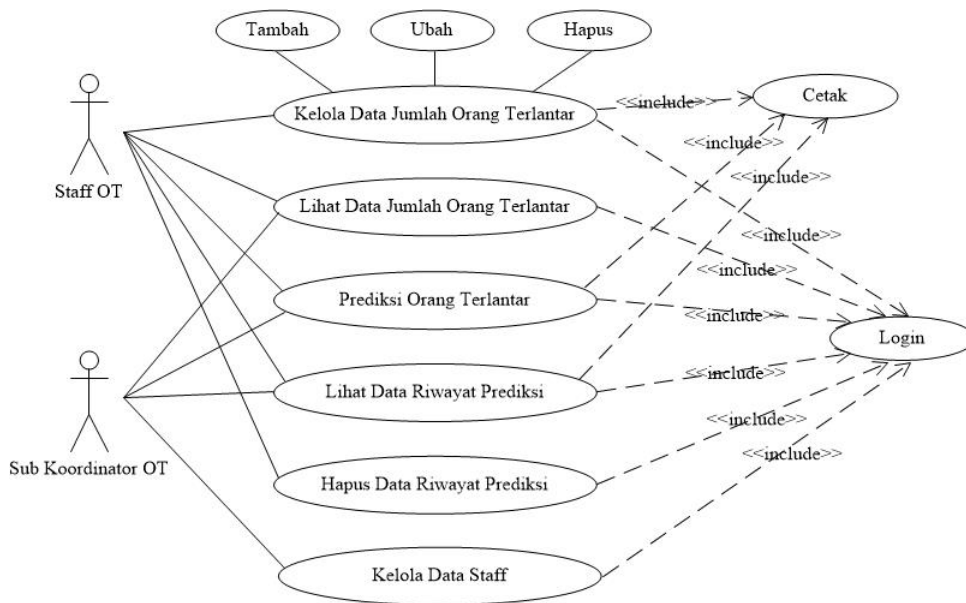 Tambah
Ubah
Hapus
Kelola Data Jumlah Orang Terlantar
<<include>>
Cetak
<<include>>
<<include>>
Staff OT
Lihat Data Jumlah Orang Terlantar
<<include>>
<<include>>
Prediksi Orang Terlantar
<<include>>
Login
<<include>>
Lihat Data Riwayat Prediksi
<<include>>
Sub Koordinator OT
<<include>>
Hapus Data Riwayat Prediksi
Kelola Data Staff